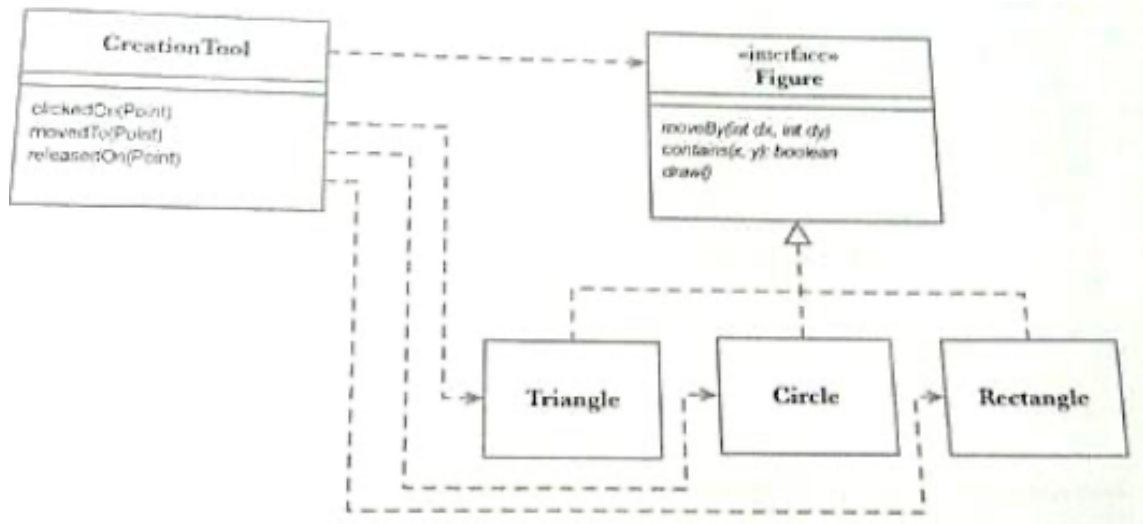 CreationTool
clickedOn(Point)
movedTo(Point)
releasedOn(Point)
«interface»
Figure
moveBy(int dx, int dy)
contains(x, y): boolean
draw()
Triangle
Circle
Rectangle